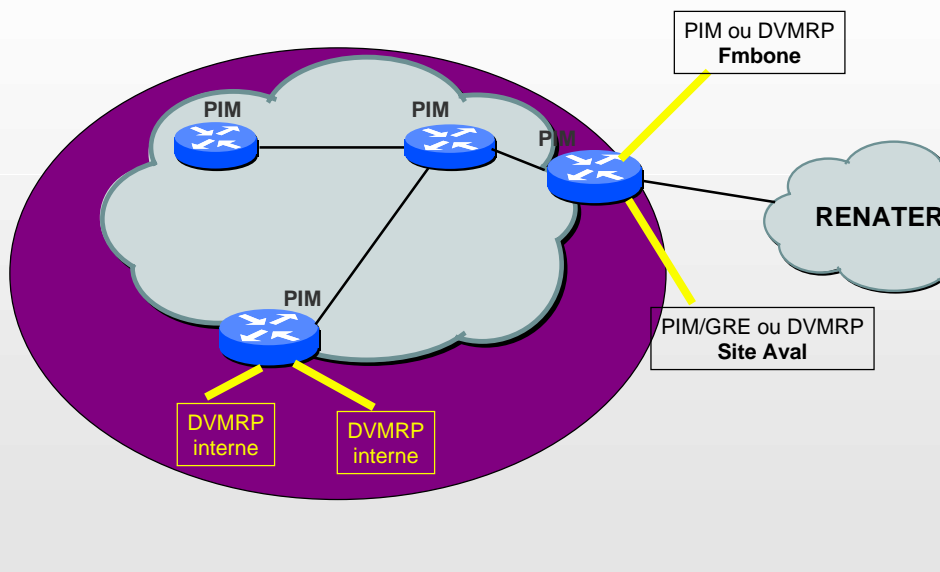 PIM ou DVMRP
Fmbone
PIM
PIM
PIM
RENATER
PIM
PIM/GRE ou DVMRP
Site Aval
DVMRP
interne
DVMRP
interne